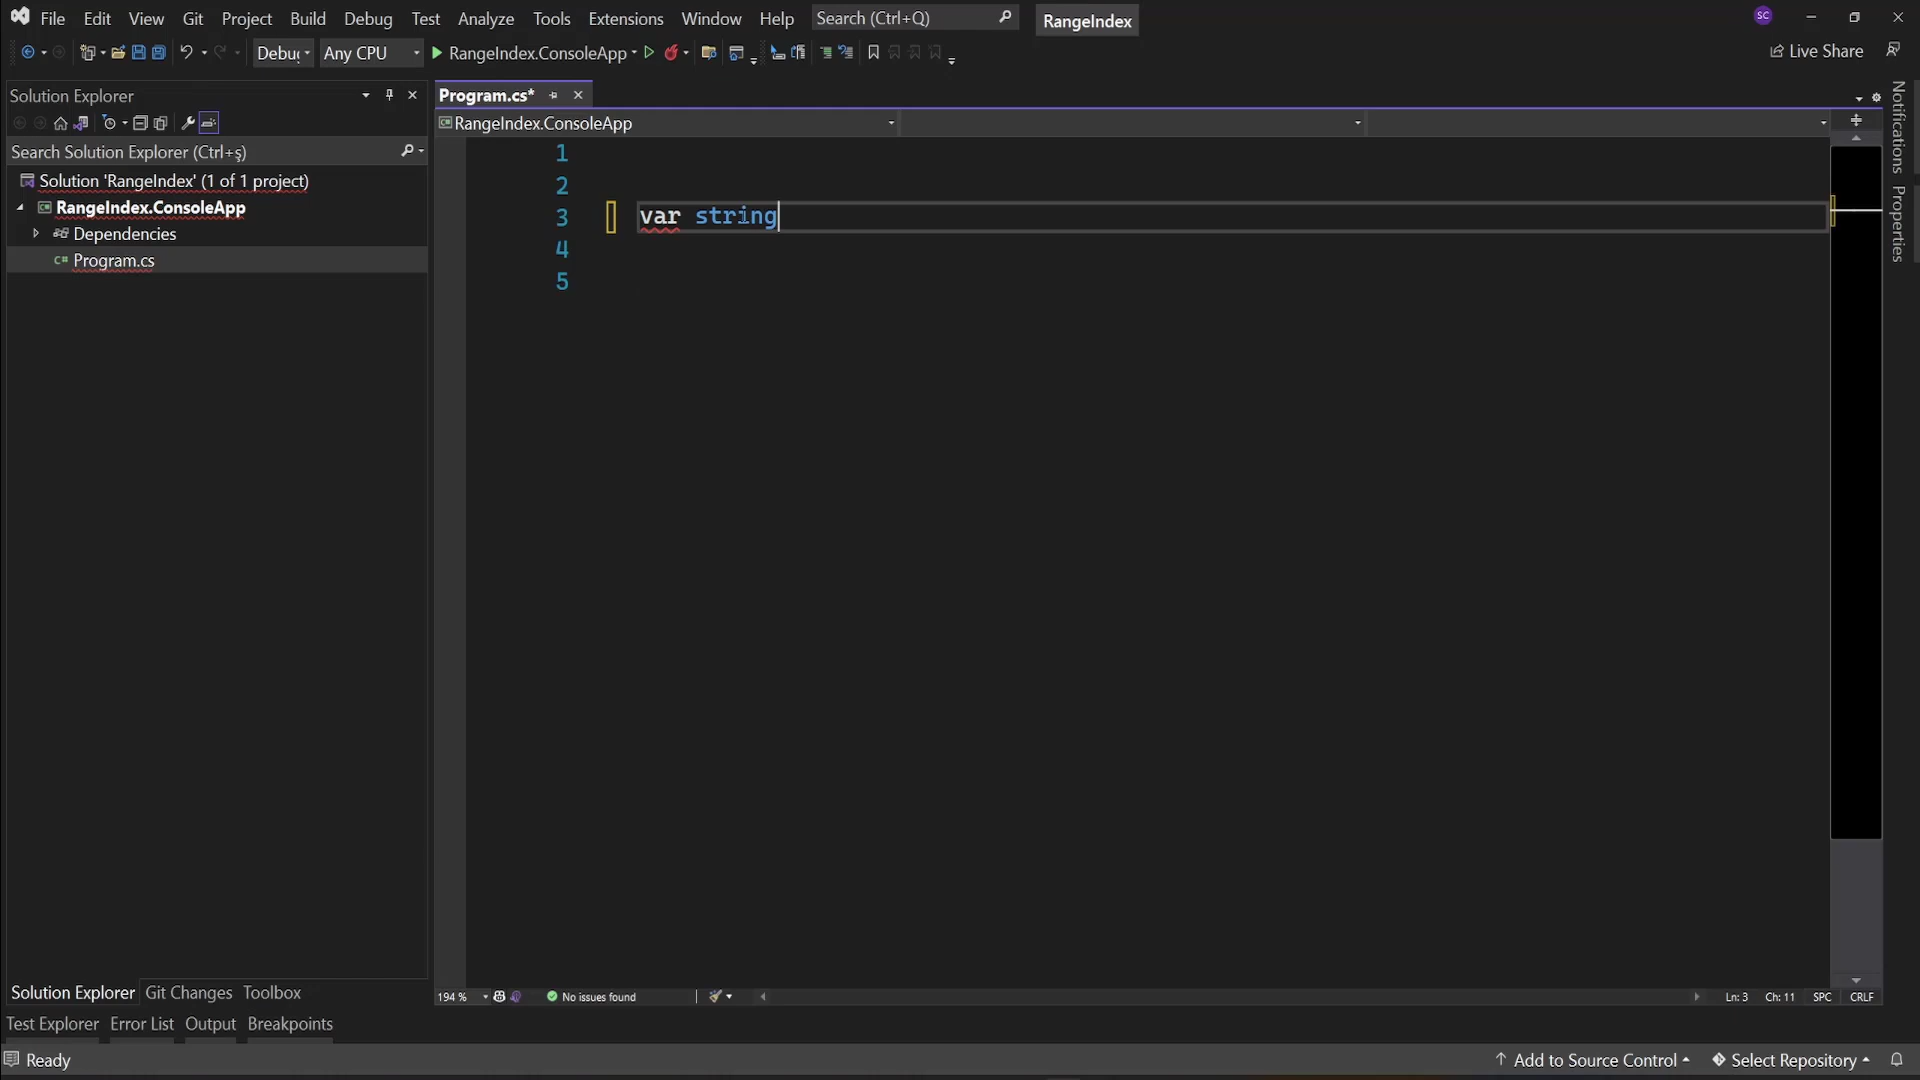 File Edit View Git Project Build Debug Test Analyze Tools Extensions Window Help Search (Ctrl+Q) RangeIndex SC
Debug Any CPU RangeIndex.ConsoleApp Live Share
Solution Explorer
Program.cs*
RangeIndex.ConsoleApp
Search Solution Explorer (Ctrl+ş)
Solution 'RangeIndex' (1 of 1 project)
RangeIndex.ConsoleApp
Dependencies
C# Program.cs
1
2
3 var string
4
5
Notifications
Properties
Solution Explorer Git Changes Toolbox
194 % No issues found Ln: 3 Ch: 11 SPC CRLF
Test Explorer Error List Output Breakpoints
Ready Add to Source Control Select Repository